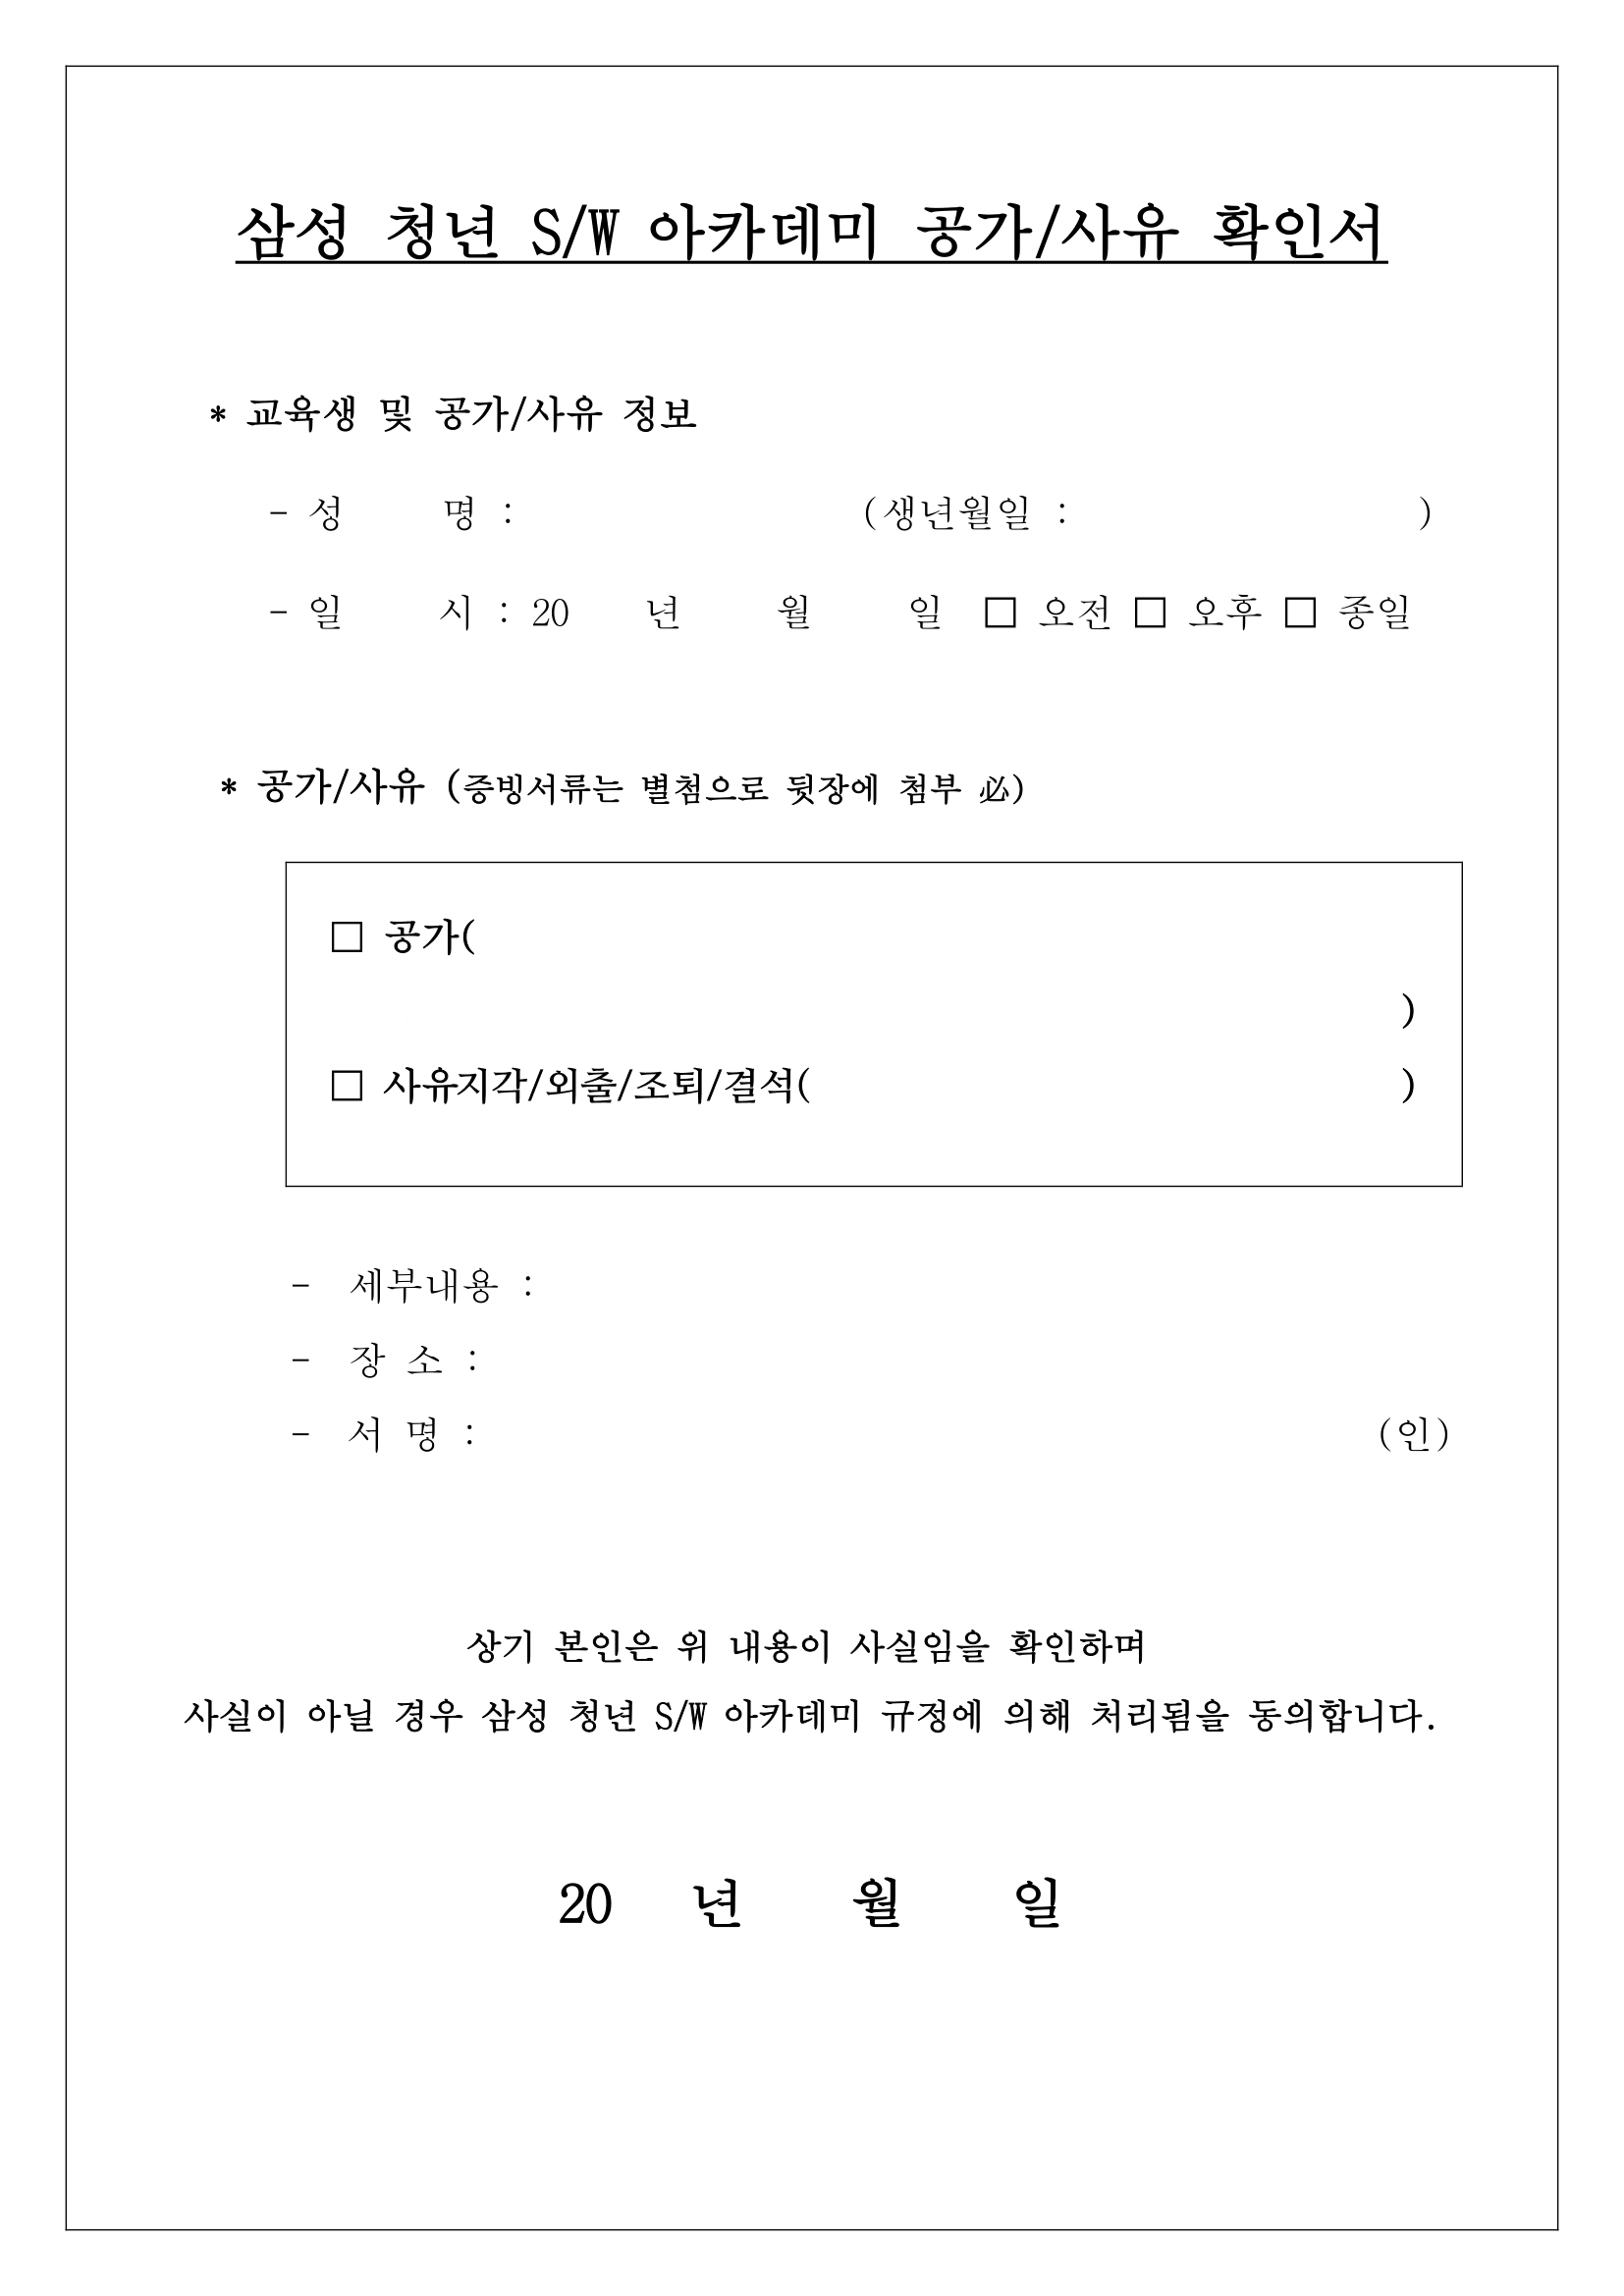 삼성 청년 S/W 아카데미 공가/사유 확인서
* 교육생 및 공가/사유 정보
- 성 명 : (생년월일 : )
- 일 시 : 20 년 월 일 □ 오전 □ 오후 □ 종일
* 공가/사유 (증빙서류는 별첨으로 뒷장에 첨부 必)
□ 공가(
)
□ 사유지각/외출/조퇴/결석( )
- 세부내용 :
- 장 소 :
- 서 명 : (인)
상기 본인은 위 내용이 사실임을 확인하며
사실이 아닐 경우 삼성 청년 S/W 아카데미 규정에 의해 처리됨을 동의합니다.
20 년 월 일